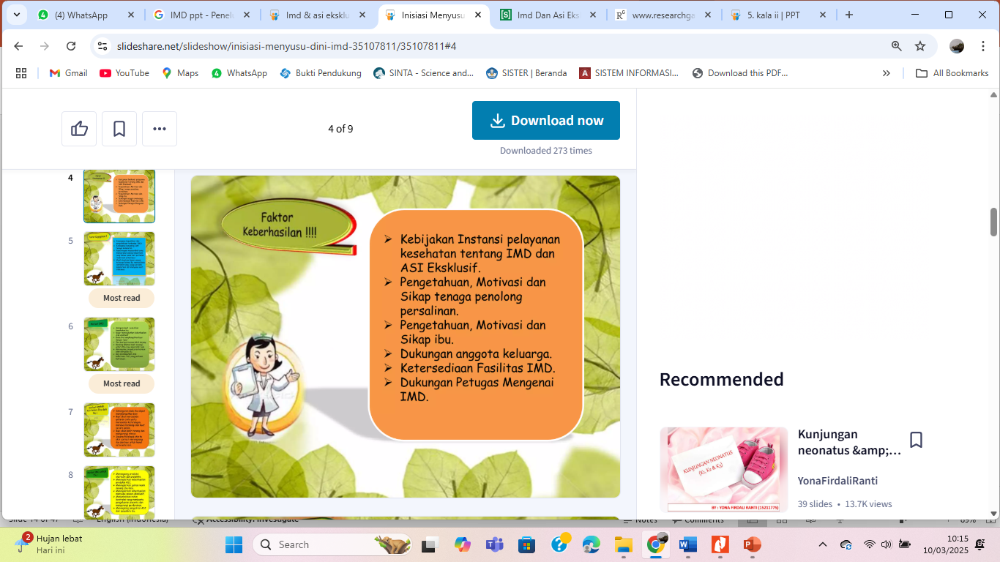 (4) WhatsApp
IMD ppt - Penel
Imd & asi eksklu
Inisiasi Menyusu
Imd Dan Asi Eks
www.researchga
5. kala ii | PPT
slideshare.net/slideshow/inisiasi-menyusu-dini-imd-35107811/35107811#4
Gmail
YouTube
Maps
WhatsApp
Bukti Pendukung
SINTA - Science and...
SISTER | Beranda
SISTEM INFORMASI...
Download this PDF...
All Bookmarks
4 of 9
Download now
Downloaded 273 times
4
5
Most read
6
Most read
7
8
Faktor
Keberhasilan !!!!
Kebijakan Instansi pelayanan
kesehatan tentang IMD dan
ASI Eksklusif.
Pengetahuan, Motivasi dan
Sikap tenaga penolong
persalinan.
Pengetahuan, Motivasi dan
Sikap ibu.
Dukungan anggota keluarga.
Ketersediaan Fasilitas IMD.
Dukungan Petugas Mengenai
IMD.
Recommended
KUNJUNGAN NEONATUS
(K1, K2 & K3)
BY : YONA FIRDALI RANTI (15211775)
Kunjungan
neonatus &amp;...
YonaFirdaliRanti
39 slides • 13.7K views
Slide 14 of 47
English (Indonesia)
Accessibility: Investigate
Notes
Comments
89%
2
Hujan lebat
Hari ini
Search
10:15
10/03/2025